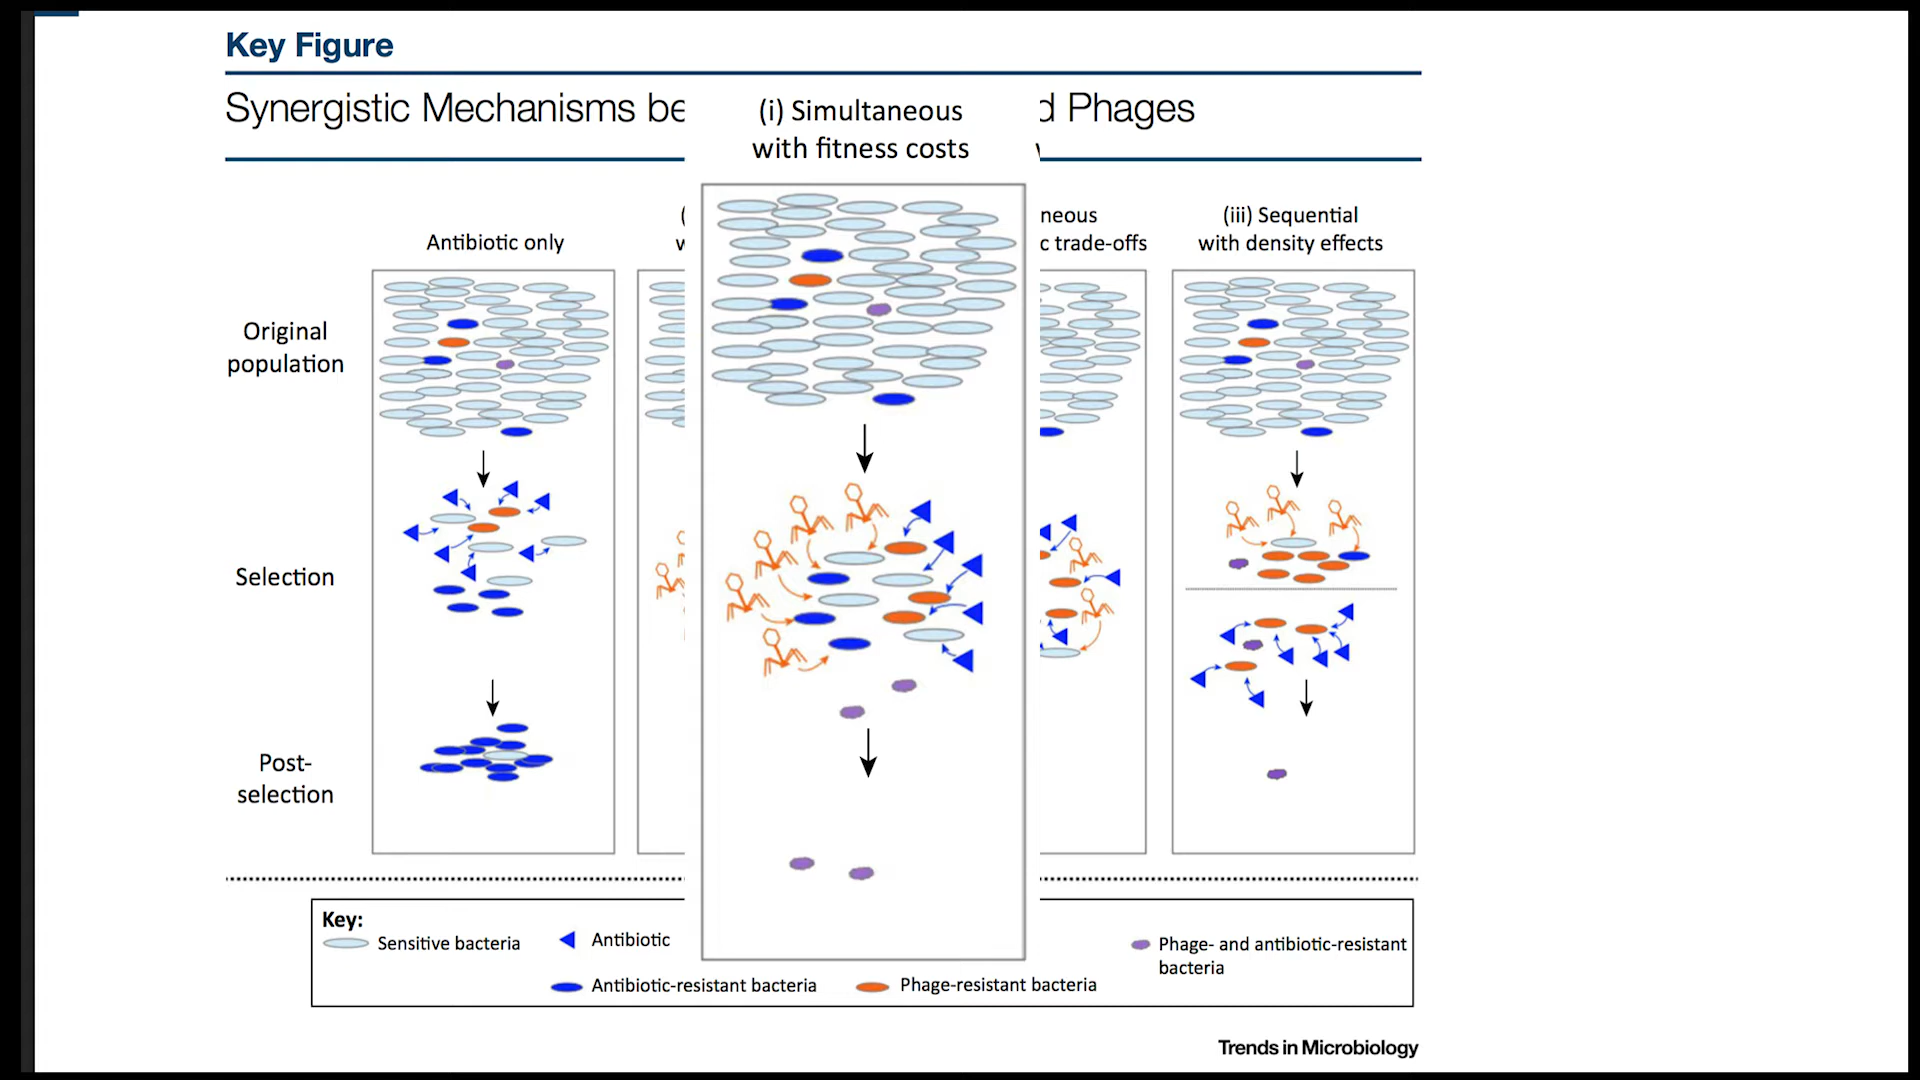 Key Figure
Synergistic Mechanisms be
d Phages
(i) Simultaneous
with fitness costs
Antibiotic only
neous
c trade-offs
(iii) Sequential
with density effects
Original
population
Selection
Post-
selection
Key:
Sensitive bacteria
Antibiotic
Phage- and antibiotic-resistant
bacteria
Antibiotic-resistant bacteria
Phage-resistant bacteria
Trends in Microbiology